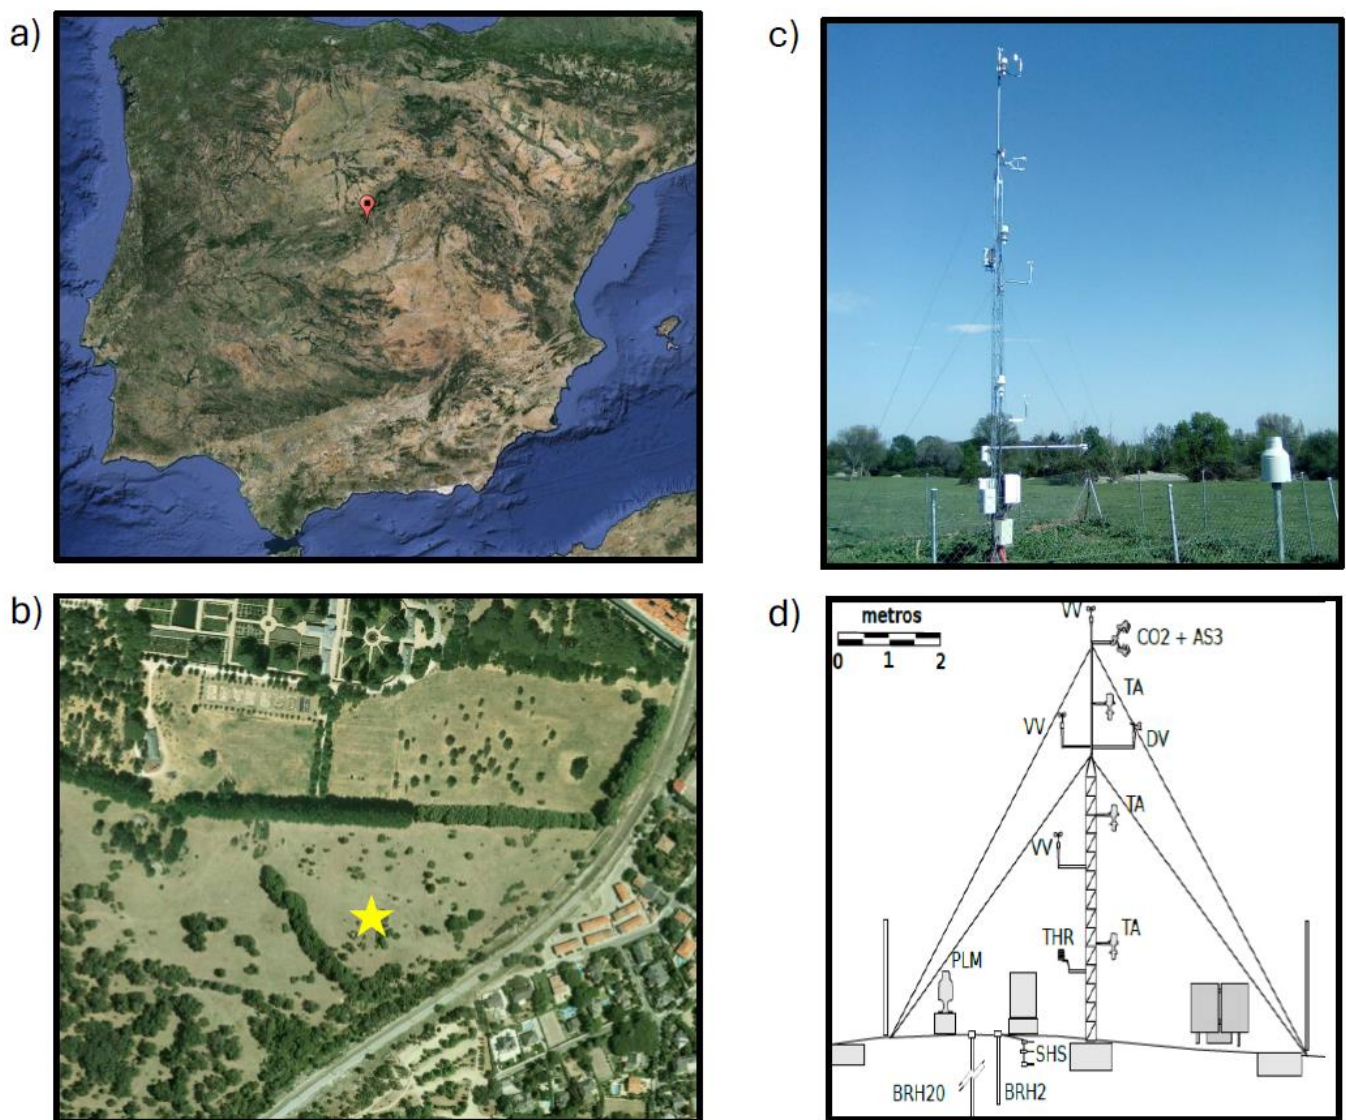 a)
c)
b)
d)
metros
0 1 2
VV
CO2 + AS3
TA
VV
DV
TA
VV
THR
TA
PLM
SHS
BRH20
BRH2